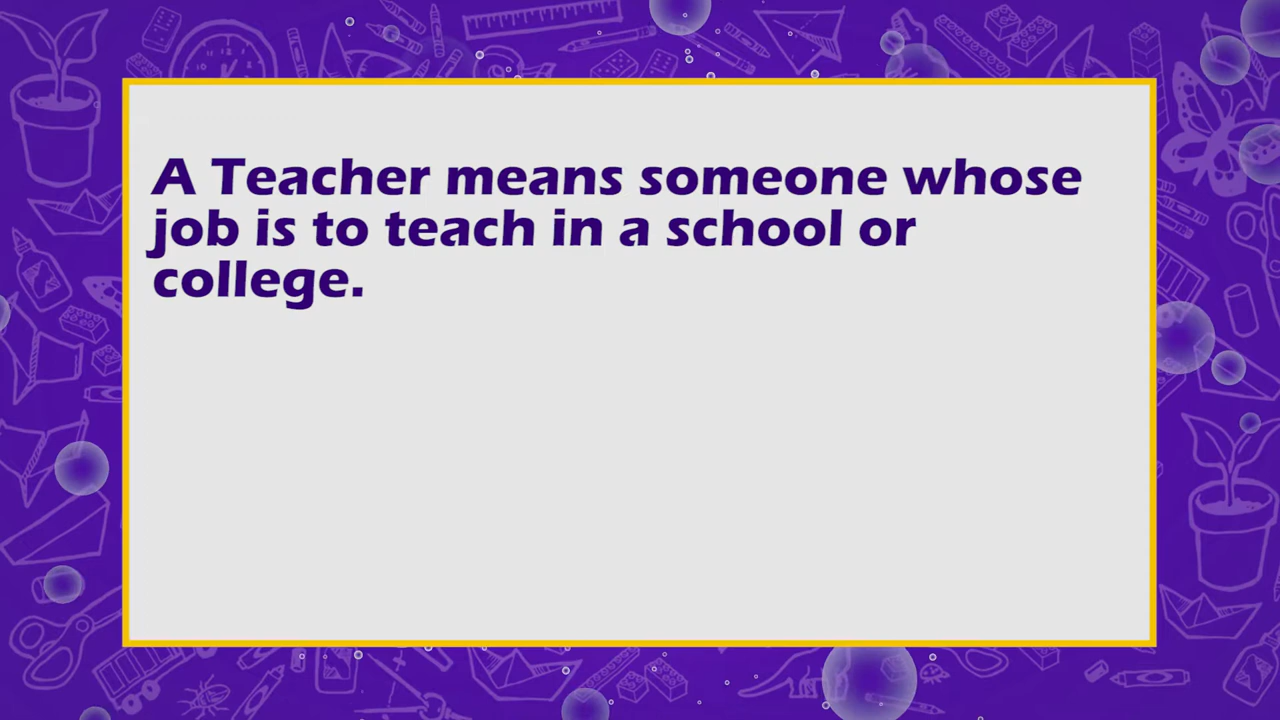 A Teacher means someone whose
job is to teach in a school or
college.